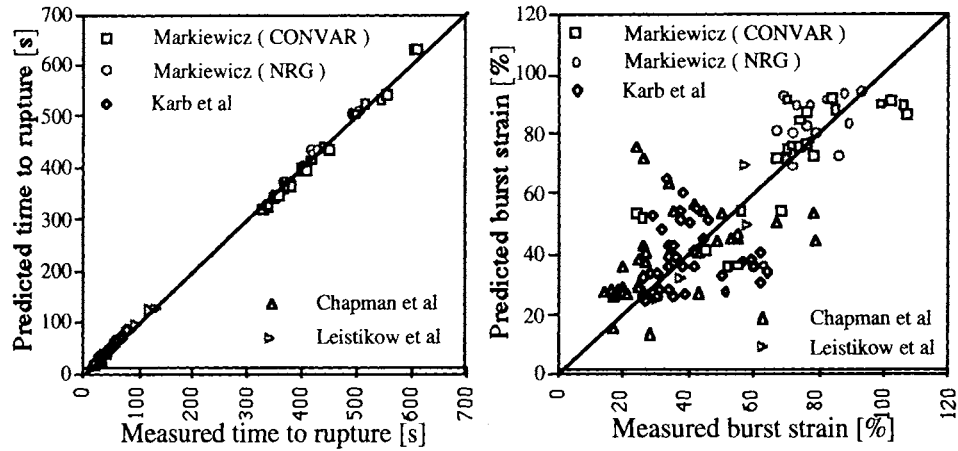 Predicted time to rupture [s]
700
600
500
400
300
200
100
0
Markiewicz ( CONVAR )
Markiewicz ( NRG )
Karb et al
Chapman et al
Leistikow et al
0
100
200
300
400
500
600
700
Measured time to rupture [s]
Predicted burst strain [%]
120
100
80
60
40
20
0
Markiewicz ( CONVAR )
Markiewicz ( NRG )
Karb et al
Chapman et al
Leistikow et al
0
20
40
60
80
100
120
Measured burst strain [%]